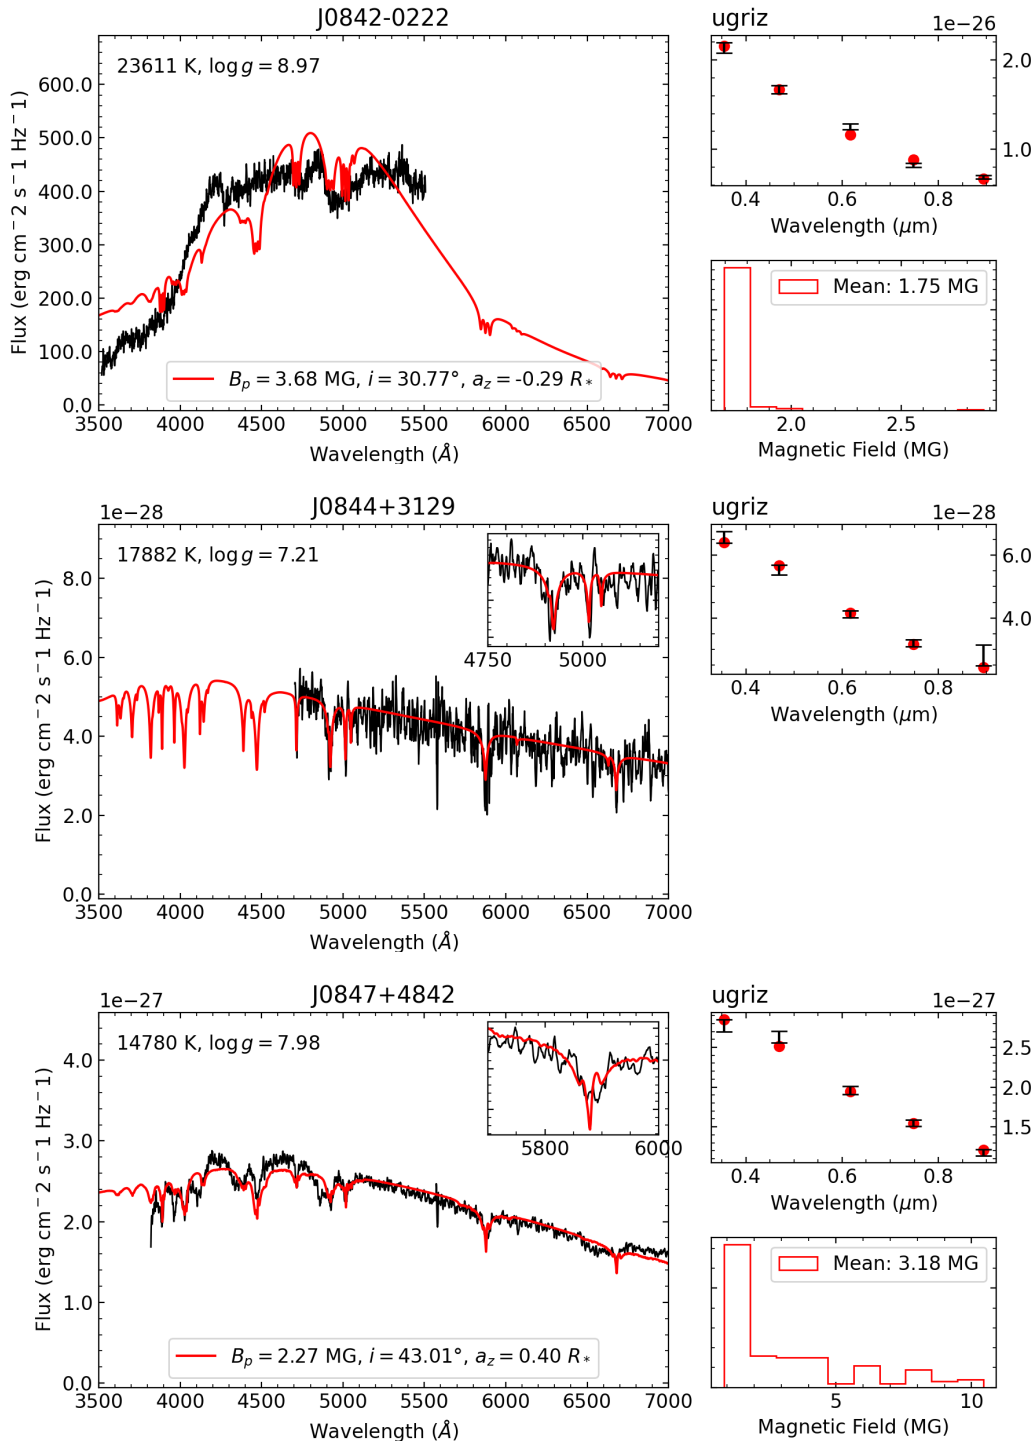 J0842-0222
23611 K, log g = 8.97
600.0
500.0
400.0
300.0
200.0
100.0
0.0
Flux (erg cm−2 s−1 Hz−1)
B_p = 3.68 MG, i = 30.77°, a_z = -0.29 R_*
3500 4000 4500 5000 5500 6000 6500 7000
Wavelength (Å)
ugriz
1e−26
2.0
1.0
0.4 0.6 0.8
Wavelength (μm)
Mean: 1.75 MG
2.0 2.5
Magnetic Field (MG)
1e−28
J0844+3129
17882 K, log g = 7.21
8.0
6.0
4.0
2.0
0.0
Flux (erg cm−2 s−1 Hz−1)
4750 5000
3500 4000 4500 5000 5500 6000 6500 7000
Wavelength (Å)
ugriz
1e−28
6.0
4.0
0.4 0.6 0.8
Wavelength (μm)
1e−27
J0847+4842
14780 K, log g = 7.98
4.0
3.0
2.0
1.0
0.0
Flux (erg cm−2 s−1 Hz−1)
5800 6000
B_p = 2.27 MG, i = 43.01°, a_z = 0.40 R_*
3500 4000 4500 5000 5500 6000 6500 7000
Wavelength (Å)
ugriz
1e−27
2.5
2.0
1.5
0.4 0.6 0.8
Wavelength (μm)
Mean: 3.18 MG
5 10
Magnetic Field (MG)